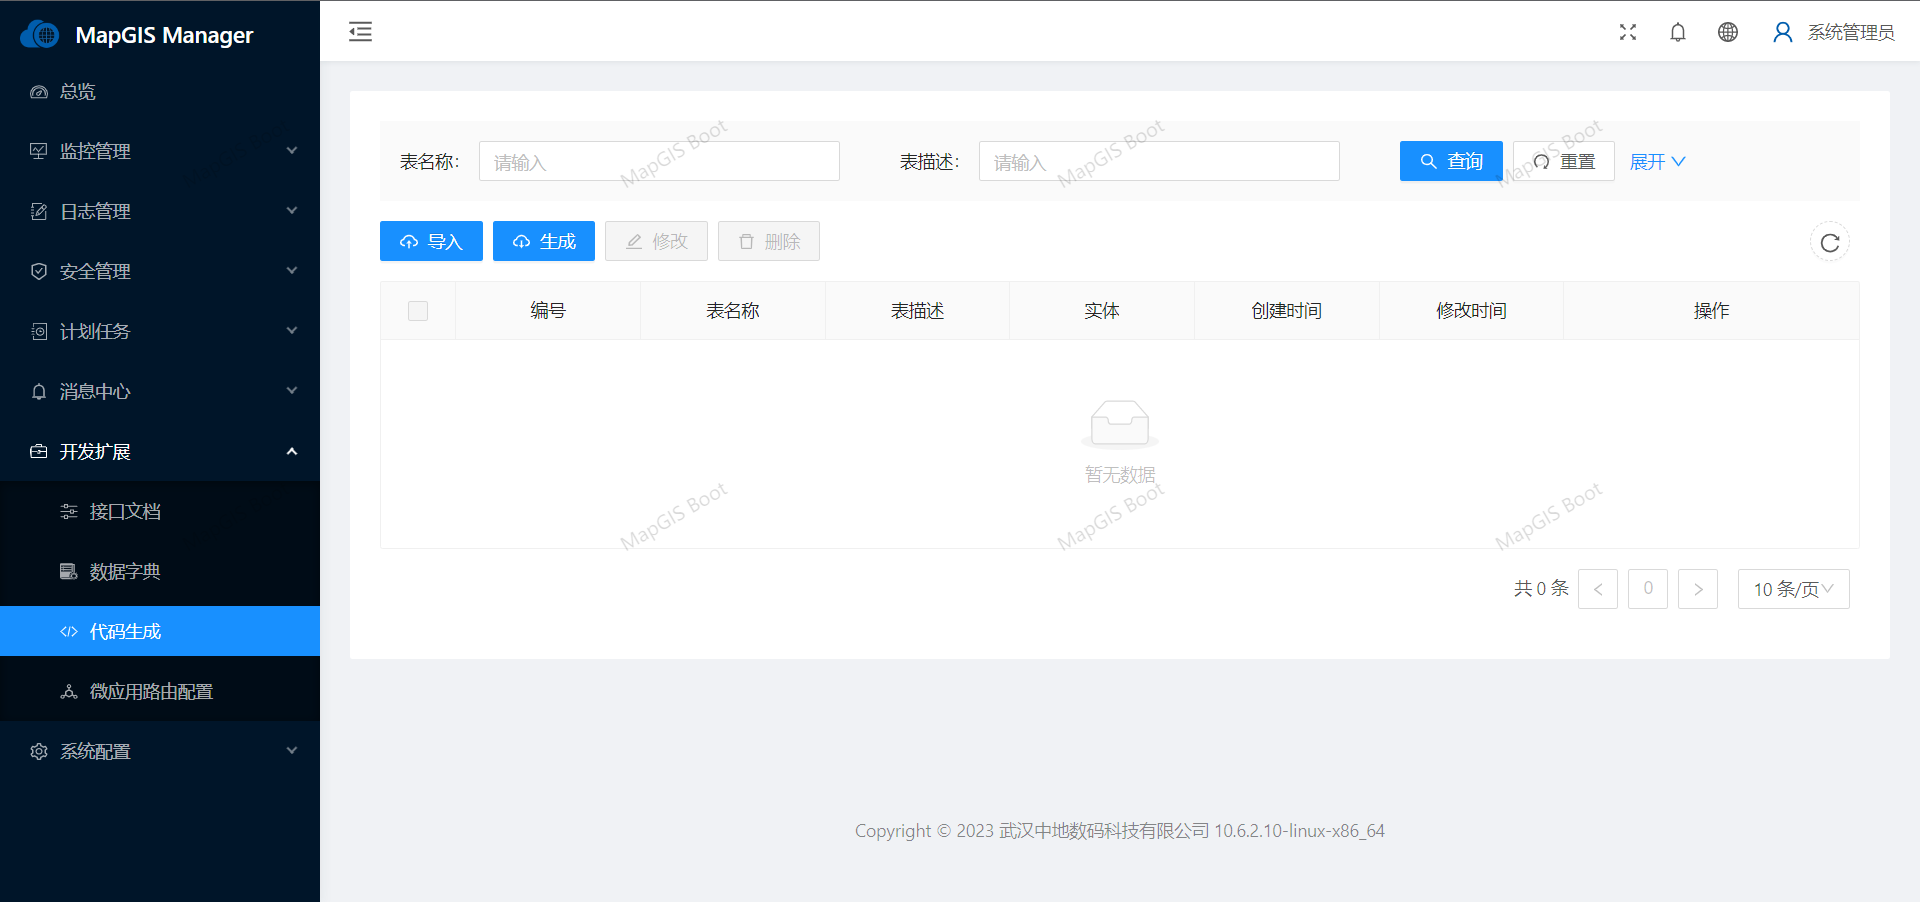 MapGIS Manager
系统管理员
总览
监控管理
日志管理
安全管理
计划任务
消息中心
开发扩展
接口文档
数据字典
代码生成
微应用路由配置
系统配置
表名称: 请输入 表描述: 请输入 查询 重置 展开
导入 生成 修改 删除
编号 表名称 表描述 实体 创建时间 修改时间 操作
暂无数据
共 0 条 < 0 > 10 条/页
MapGIS Boot
MapGIS Boot
MapGIS Boot
MapGIS Boot
MapGIS Boot
MapGIS Boot
Copyright © 2023 武汉中地数码科技有限公司 10.6.2.10-linux-x86_64